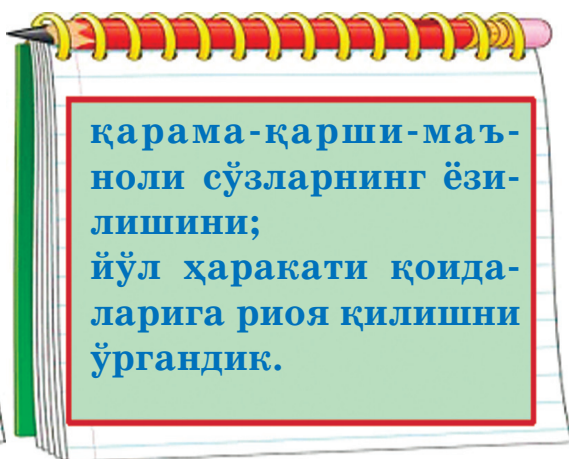 қарама-қарши-маъ-
ноли сўзларнинг ёзи-
лишини;
йўл ҳаракати қоида-
ларига риоя қилишни
ўргандик.